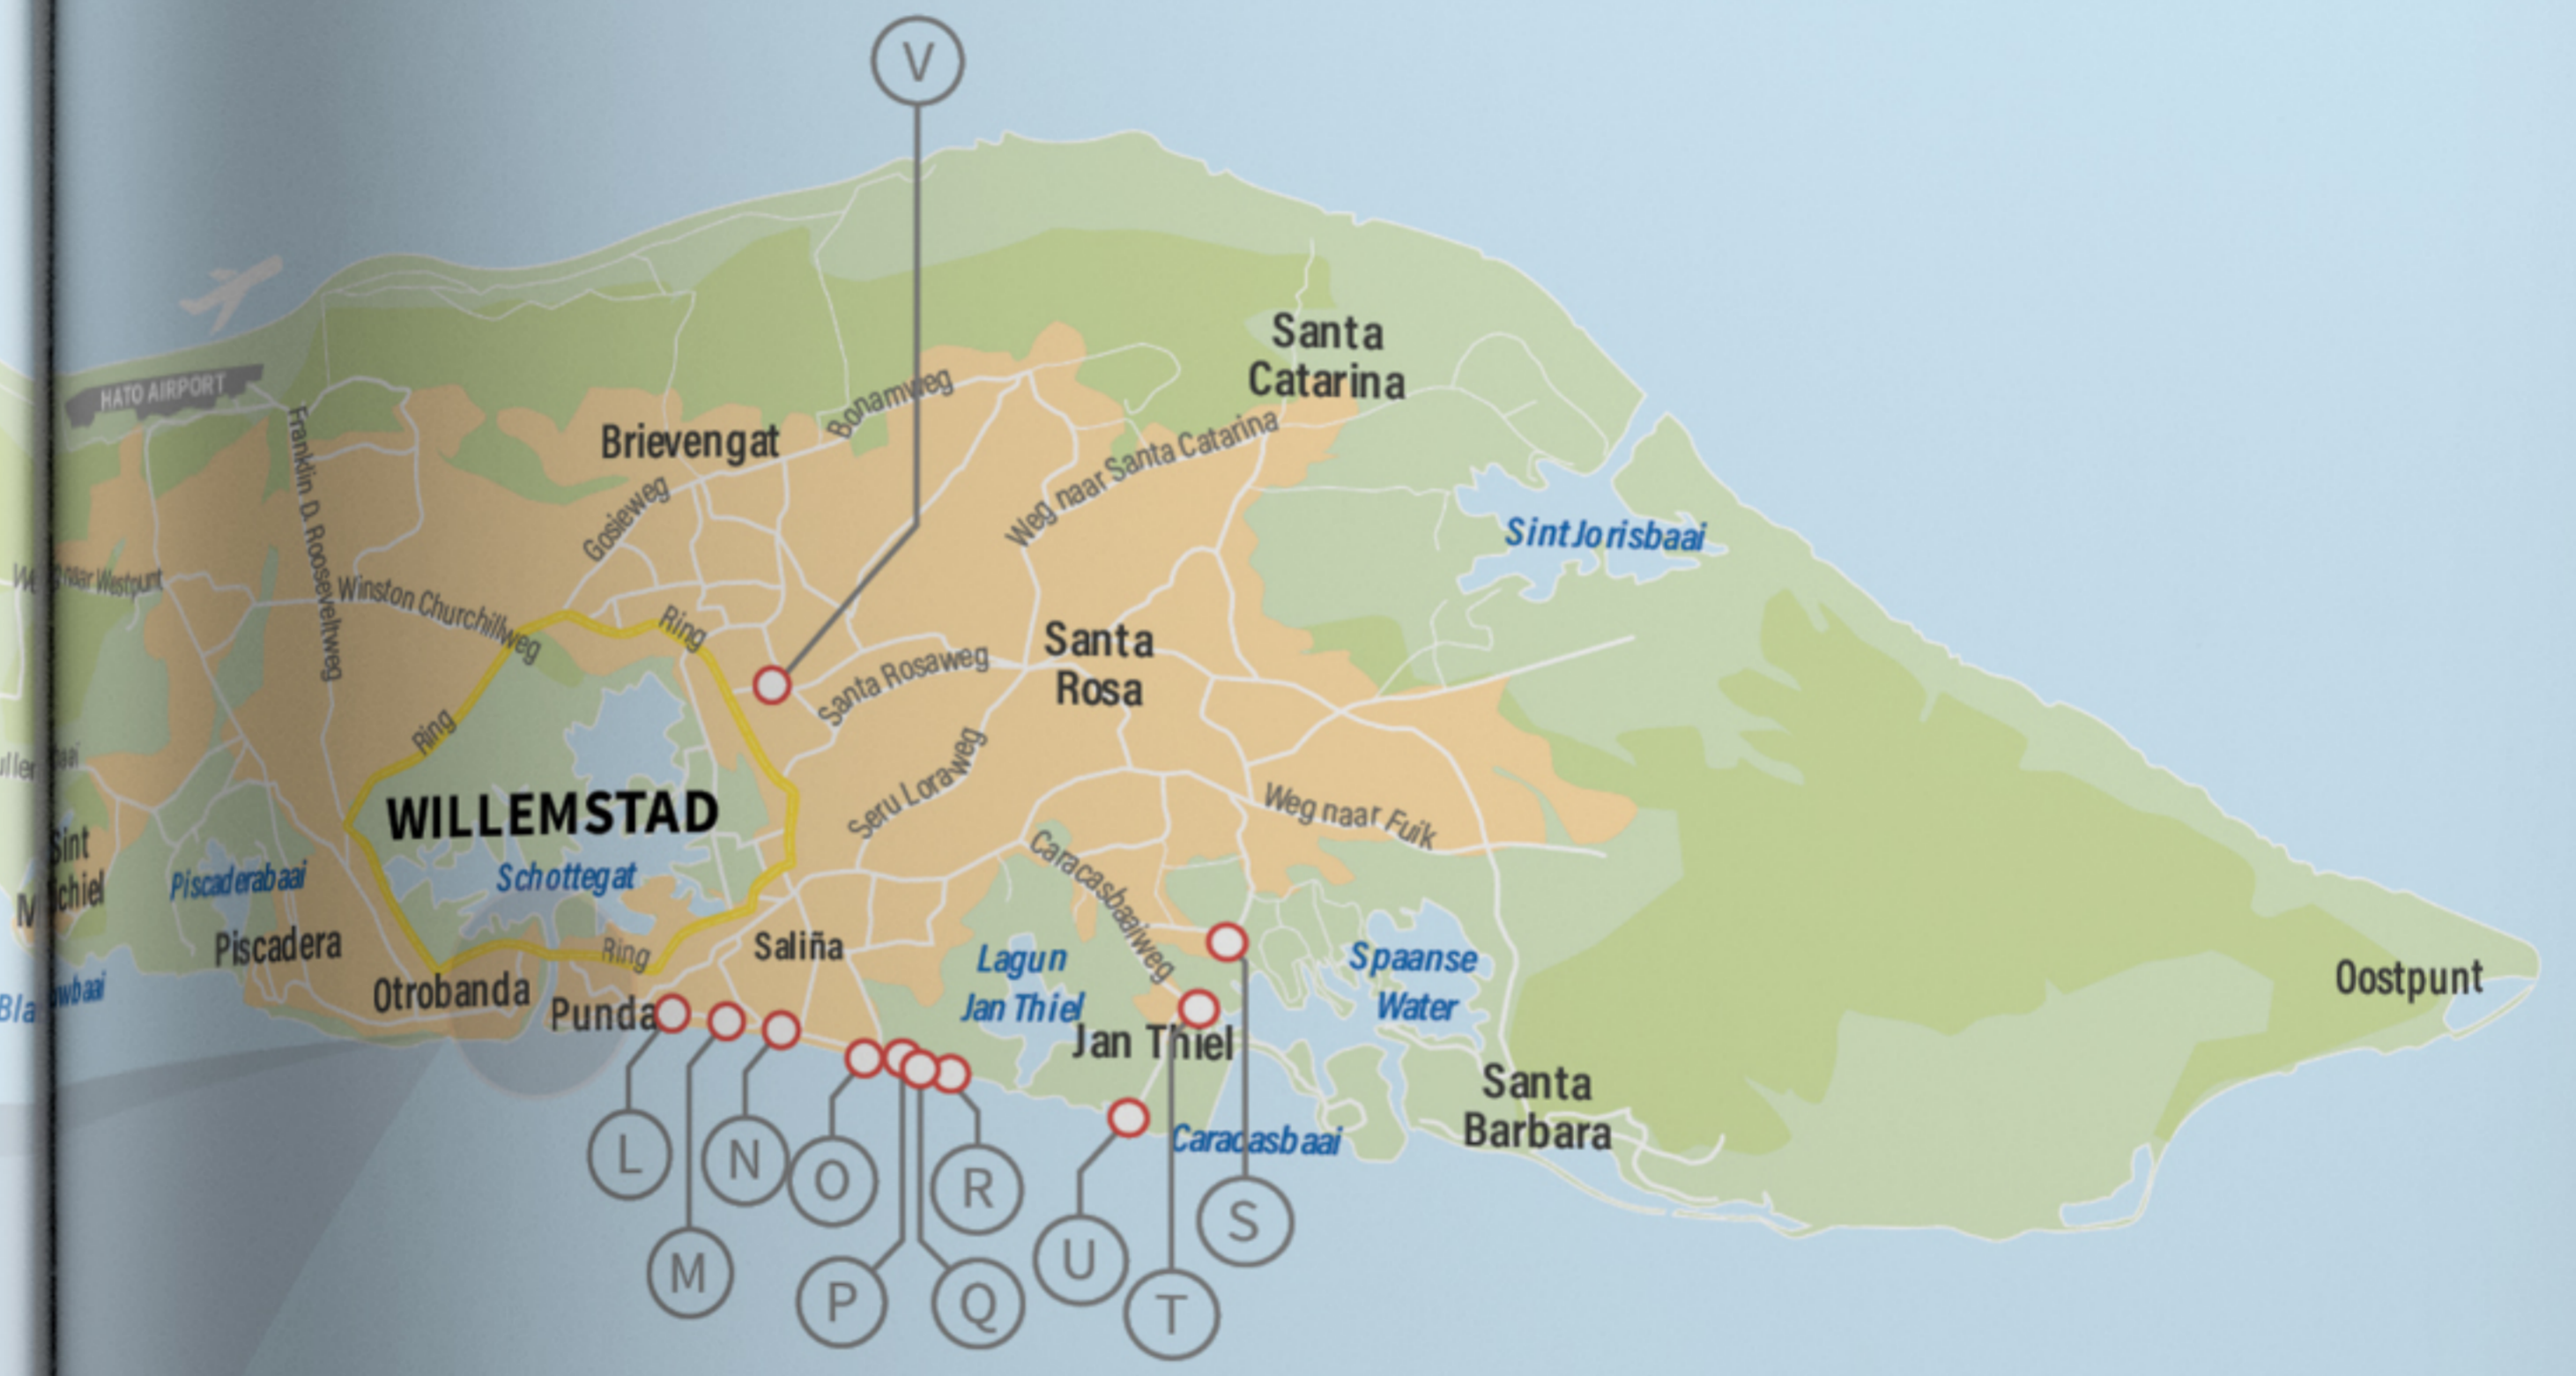 V
HATO AIRPORT
Santa
Catarina
Brievengat
Bonamweg
Weg naar Santa Catarina
Gosieweg
Franklin D. Rooseveltweg
Sint Jorisbaai
naar Westpunt
Winston Churchillweg
Ring
Santa
Rosa
Santa Rosaweg
Ring
Seru Loraweg
WILLEMSTAD
Weg naar Fuik
Schottegat
Piscaderabaai
Caracasbaaiweg
Sint
Piscadera
Ring
Saliña
Lagun
Jan Thiel
Spaanse
Water
Oostpunt
Otrobanda
Punda
Jan Thiel
Santa
Barbara
Caracasbaai
L
N
O
R
S
M
P
Q
U
T